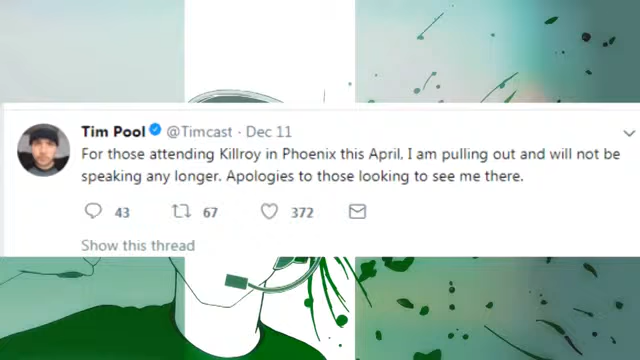 Tim Pool @Timcast · Dec 11
For those attending Killroy in Phoenix this April, I am pulling out and will not be
speaking any longer. Apologies to those looking to see me there.
43 67 372
Show this thread